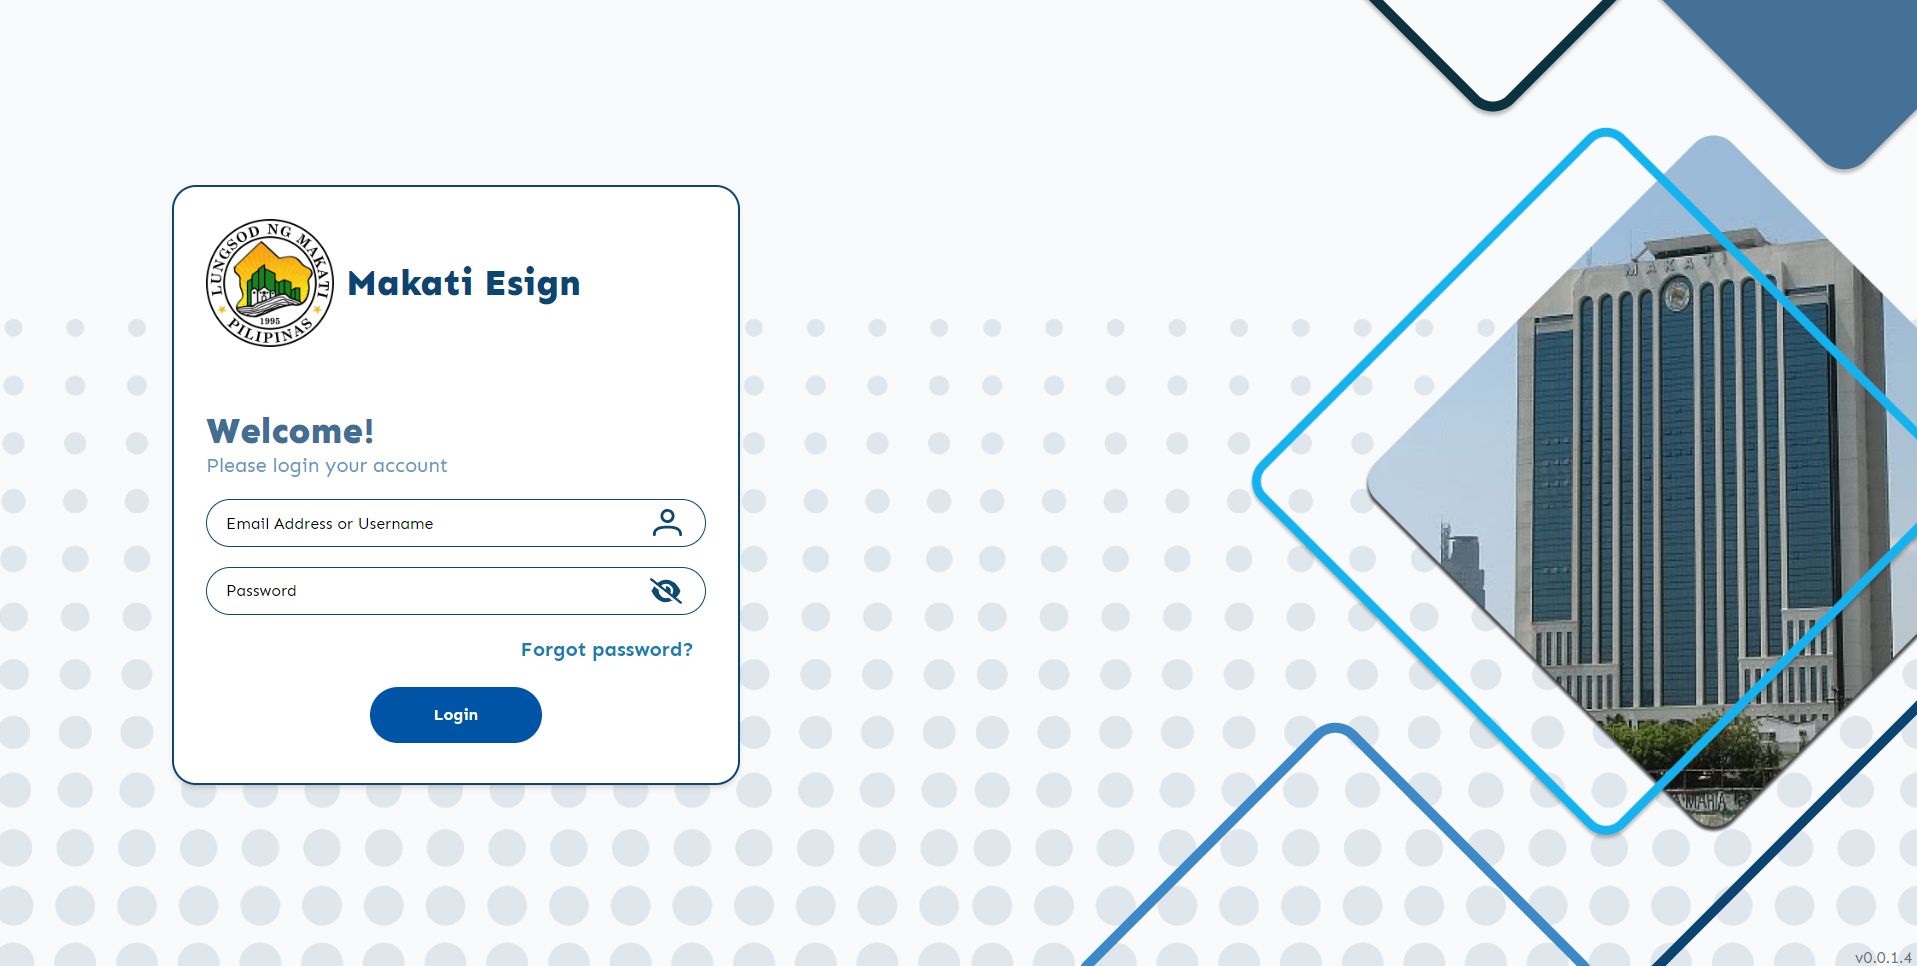 LUNGSOD NG MAKATI
1995
PILIPINAS
Makati Esign
Welcome!
Please login your account
Email Address or Username
Password
Forgot password?
Login
MAKATI
MARIA
v0.0.1.4